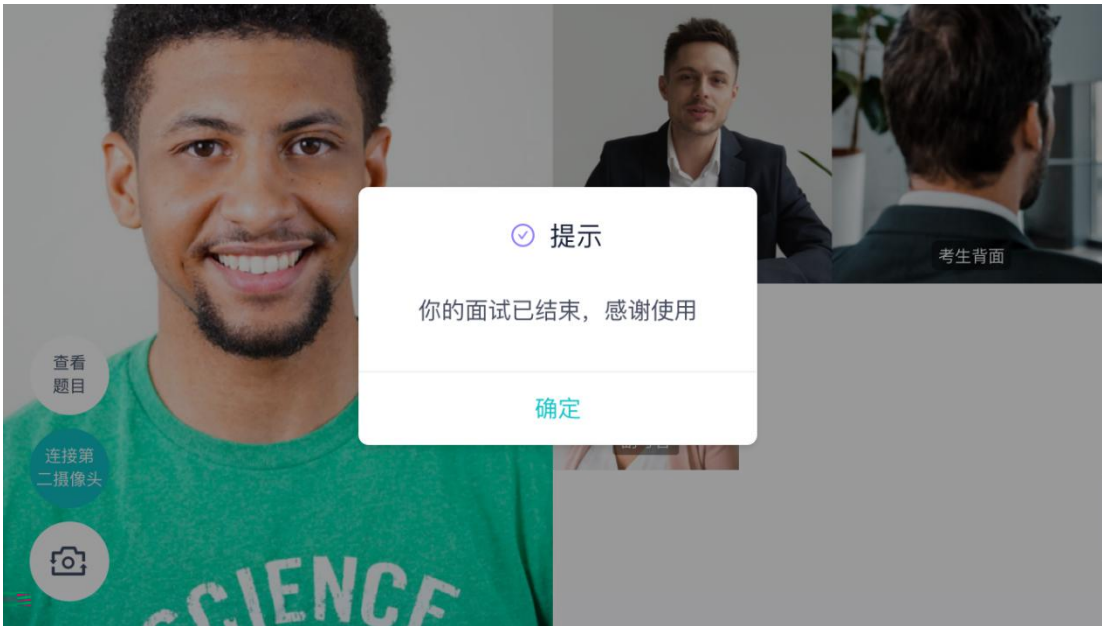 提示
考生背面
你的面试已结束，感谢使用
查看
题目
确定
连接第
二摄像头
SCIENCE